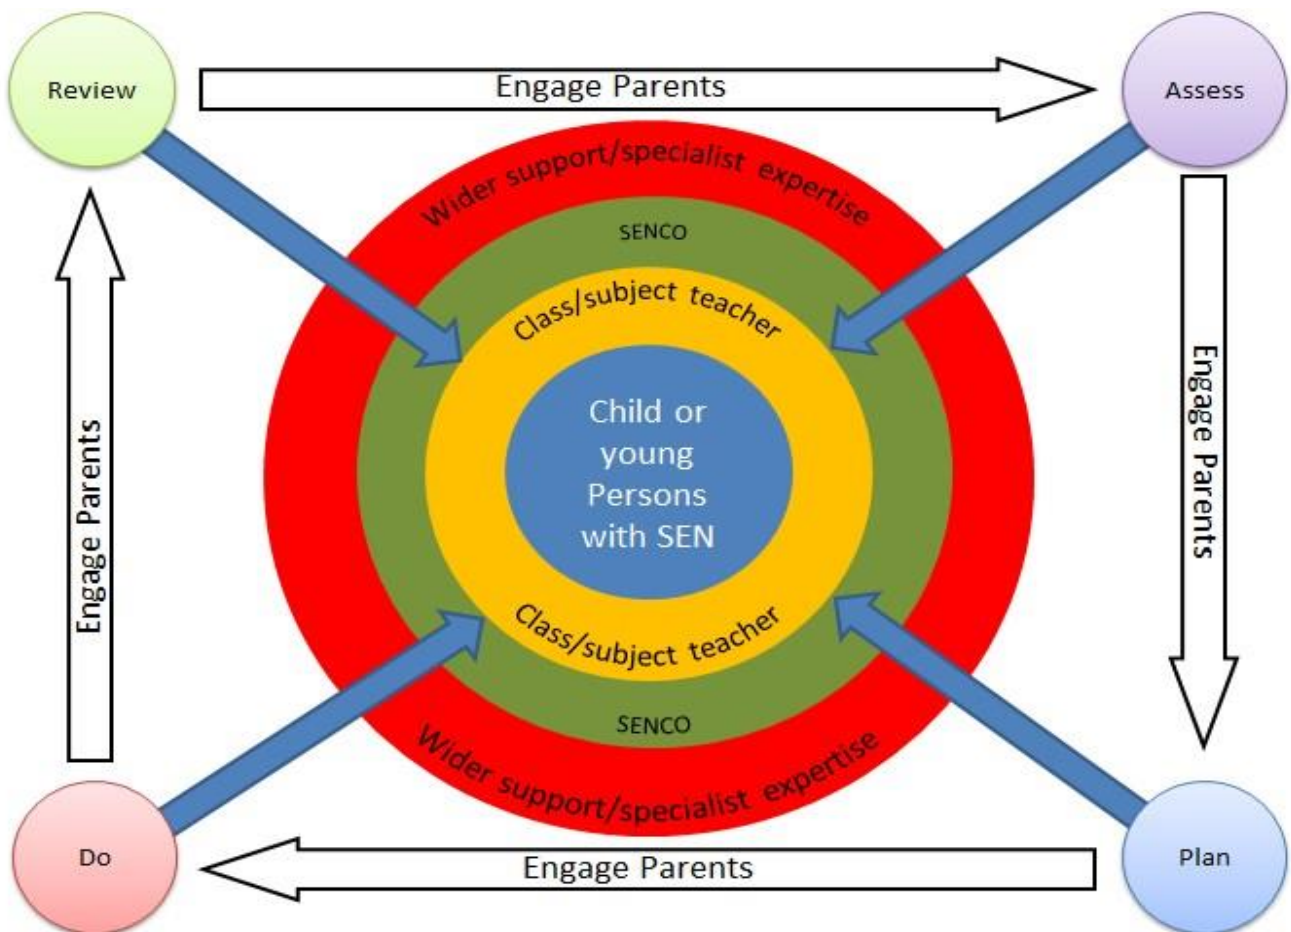 Review
Engage Parents
Assess
Wider support/specialist expertise
SENCO
Class/subject teacher
Child or
young
Persons
with SEN
Engage Parents
Engage Parents
Class/subject teacher
SENCO
Wider support/specialist expertise
Do
Engage Parents
Plan